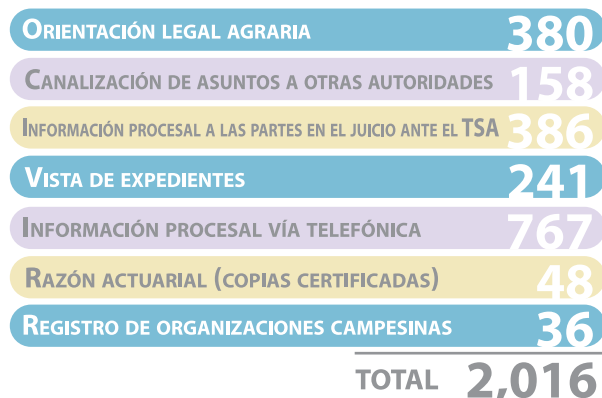 ORIENTACIÓN LEGAL AGRARIA 380
CANALIZACIÓN DE ASUNTOS A OTRAS AUTORIDADES 158
INFORMACIÓN PROCESAL A LAS PARTES EN EL JUICIO ANTE EL TSA 386
VISTA DE EXPEDIENTES 241
INFORMACIÓN PROCESAL VÍA TELEFÓNICA 767
RAZÓN ACTUARIAL (COPIAS CERTIFICADAS) 48
REGISTRO DE ORGANIZACIONES CAMPESINAS 36
TOTAL 2,016